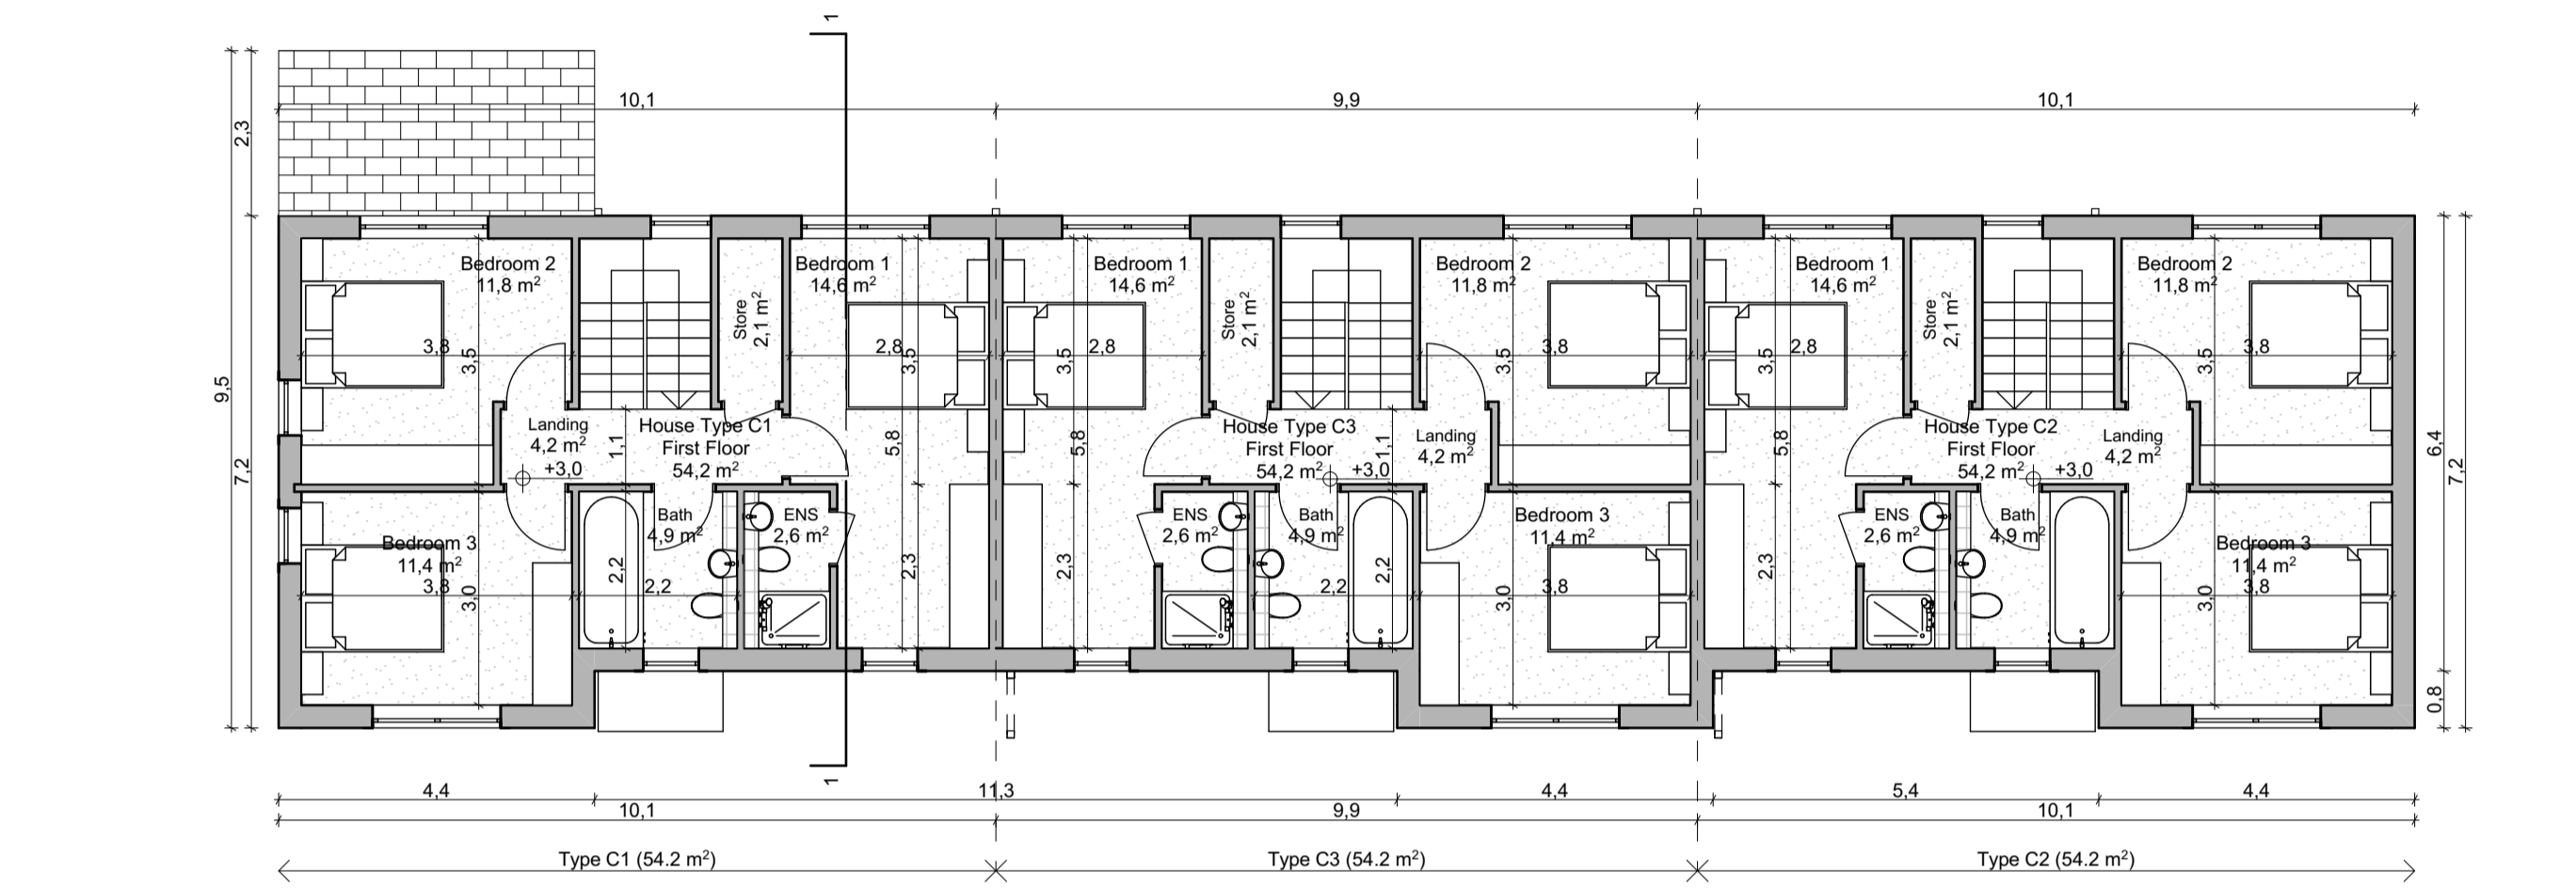 1
10,1
9,9
10,1
2,3
9,5
7,2
Bedroom 2
11,8 m²
3,8
3,5
Store
2,1 m²
Bedroom 1
14,6 m²
2,8
3,5
5,8
2,3
Landing
4,2 m²
+3,0
1,1
House Type C1
First Floor
54,2 m²
Bedroom 3
11,4 m²
3,8
3,0
Bath
4,9 m²
2,2
2,2
ENS
2,6 m²
Bedroom 1
14,6 m²
2,8
3,5
5,8
2,3
Store
2,1 m²
Bedroom 2
11,8 m²
3,8
3,5
House Type C3
First Floor
54,2 m²
1,1
+3,0
Landing
4,2 m²
ENS
2,6 m²
Bath
4,9 m²
2,2
2,2
Bedroom 3
11,4 m²
3,8
3,0
Bedroom 1
14,6 m²
2,8
3,5
5,8
2,3
Store
2,1 m²
Bedroom 2
11,8 m²
3,8
3,5
House Type C2
First Floor
54,2 m²
+3,0
Landing
4,2 m²
ENS
2,6 m²
Bath
4,9 m²
Bedroom 3
11,4 m²
3,8
3,0
6,4
7,2
0,8
1
4,4
11,3
4,4
5,4
4,4
10,1
9,9
10,1
Type C1 (54.2 m²)
Type C3 (54.2 m²)
Type C2 (54.2 m²)